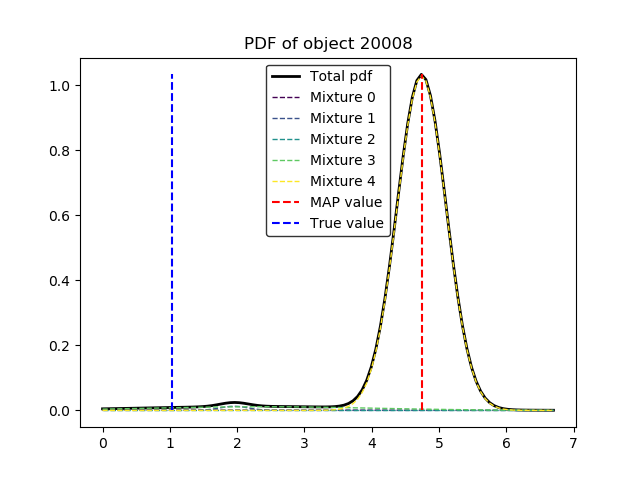 PDF of object 20008
1.0
0.8
0.6
0.4
0.2
0.0
Total pdf
Mixture 0
Mixture 1
Mixture 2
Mixture 3
Mixture 4
MAP value
True value
0 1 2 3 4 5 6 7